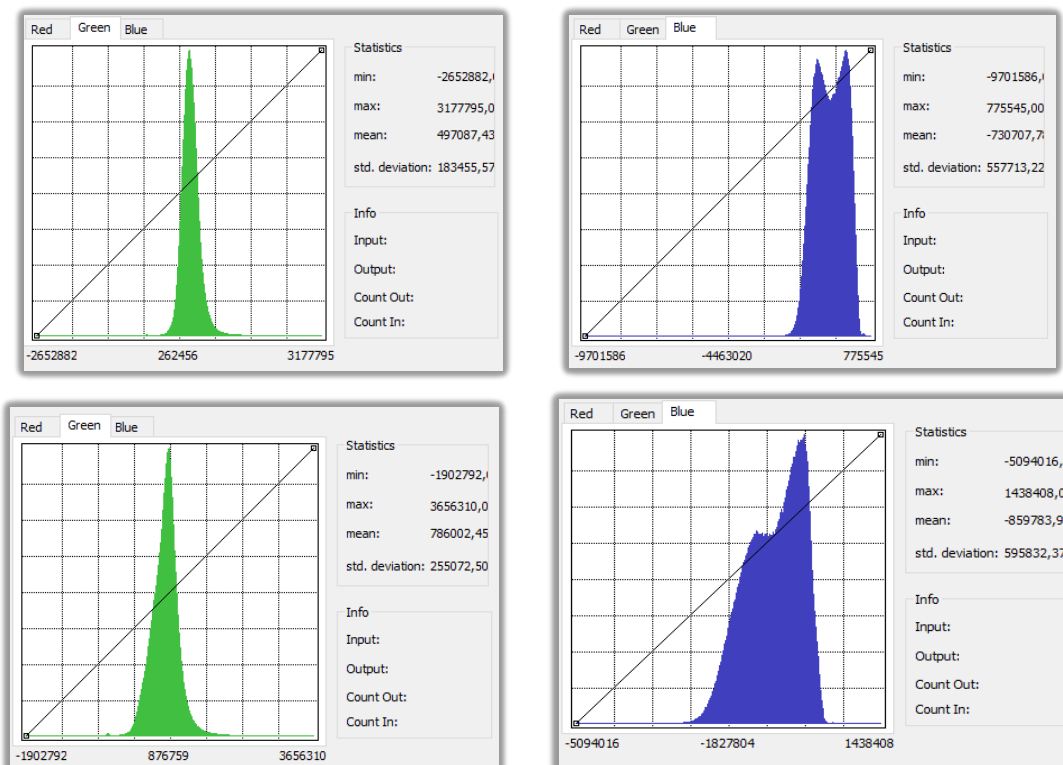 Red Green Blue
Statistics
min: -2652882,
max: 3177795,0
mean: 497087,43
std. deviation: 183455,57
Info
Input:
Output:
Count Out:
Count In:
-2652882 262456 3177795
Red Green Blue
Statistics
min: -9701586,
max: 775545,00
mean: -730707,7
std. deviation: 557713,22
Info
Input:
Output:
Count Out:
Count In:
-9701586 -4463020 775545
Red Green Blue
Statistics
min: -1902792,
max: 3656310,0
mean: 786002,45
std. deviation: 255072,50
Info
Input:
Output:
Count Out:
Count In:
-1902792 876759 3656310
Red Green Blue
Statistics
min: -5094016,
max: 1438408,0
mean: -859783,9
std. deviation: 595832,37
Info
Input:
Output:
Count Out:
Count In:
-5094016 -1827804 1438408